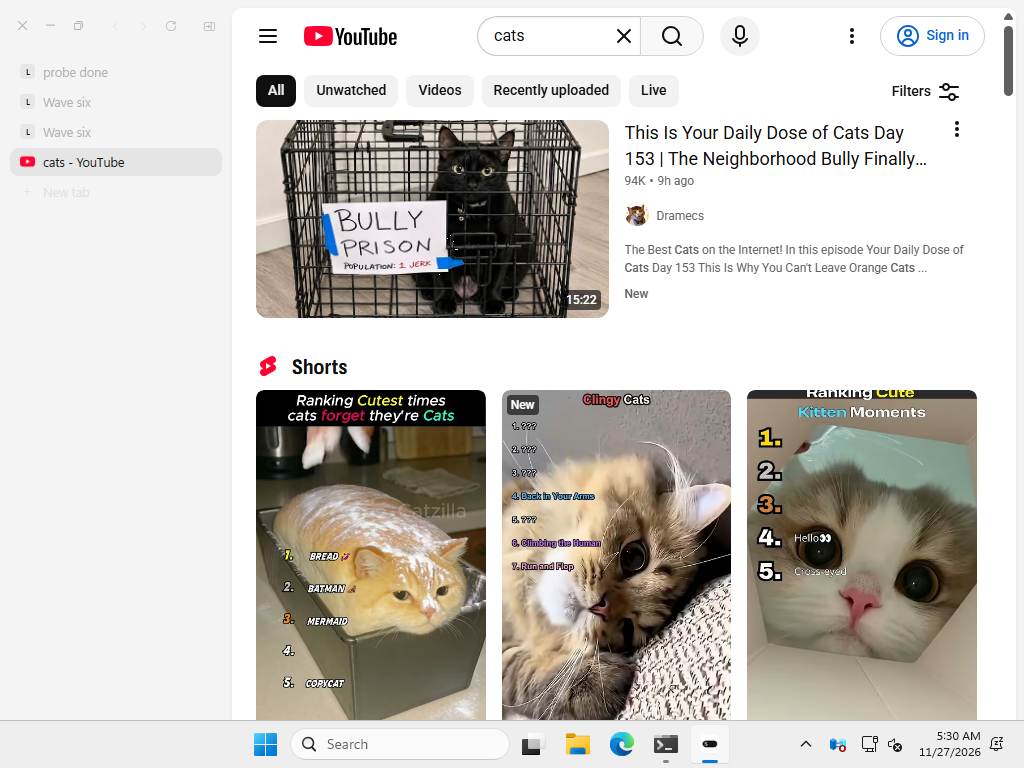 cats
YouTube
Sign in
probe done
Wave six
Wave six
cats - YouTube
New tab
All
Unwatched
Videos
Recently uploaded
Live
Filters
BULLY
PRISON
POPULATION: 1 JERK
15:22
This Is Your Daily Dose of Cats Day
153 | The Neighborhood Bully Finally...
94K • 9h ago
Dramecs
The Best Cats on the Internet! In this episode Your Daily Dose of
Cats Day 153 This Is Why You Can't Leave Orange Cats ...
New
Shorts
Ranking Cutest times
cats forget they're Cats
Catzilla
1. BREAD
2. BATMAN
3. MERMAID
4.
5. COPYCAT
New
Clingy Cats
1. ???
2. ???
3. ???
4. Back in Your Arms
5. ???
6. Climbing the Human
7. Run and Flop
Ranking Cute
Kitten Moments
1.
2.
3.
4. Hello👀
5. Cross-eyed
Search
5:30 AM
11/27/2026